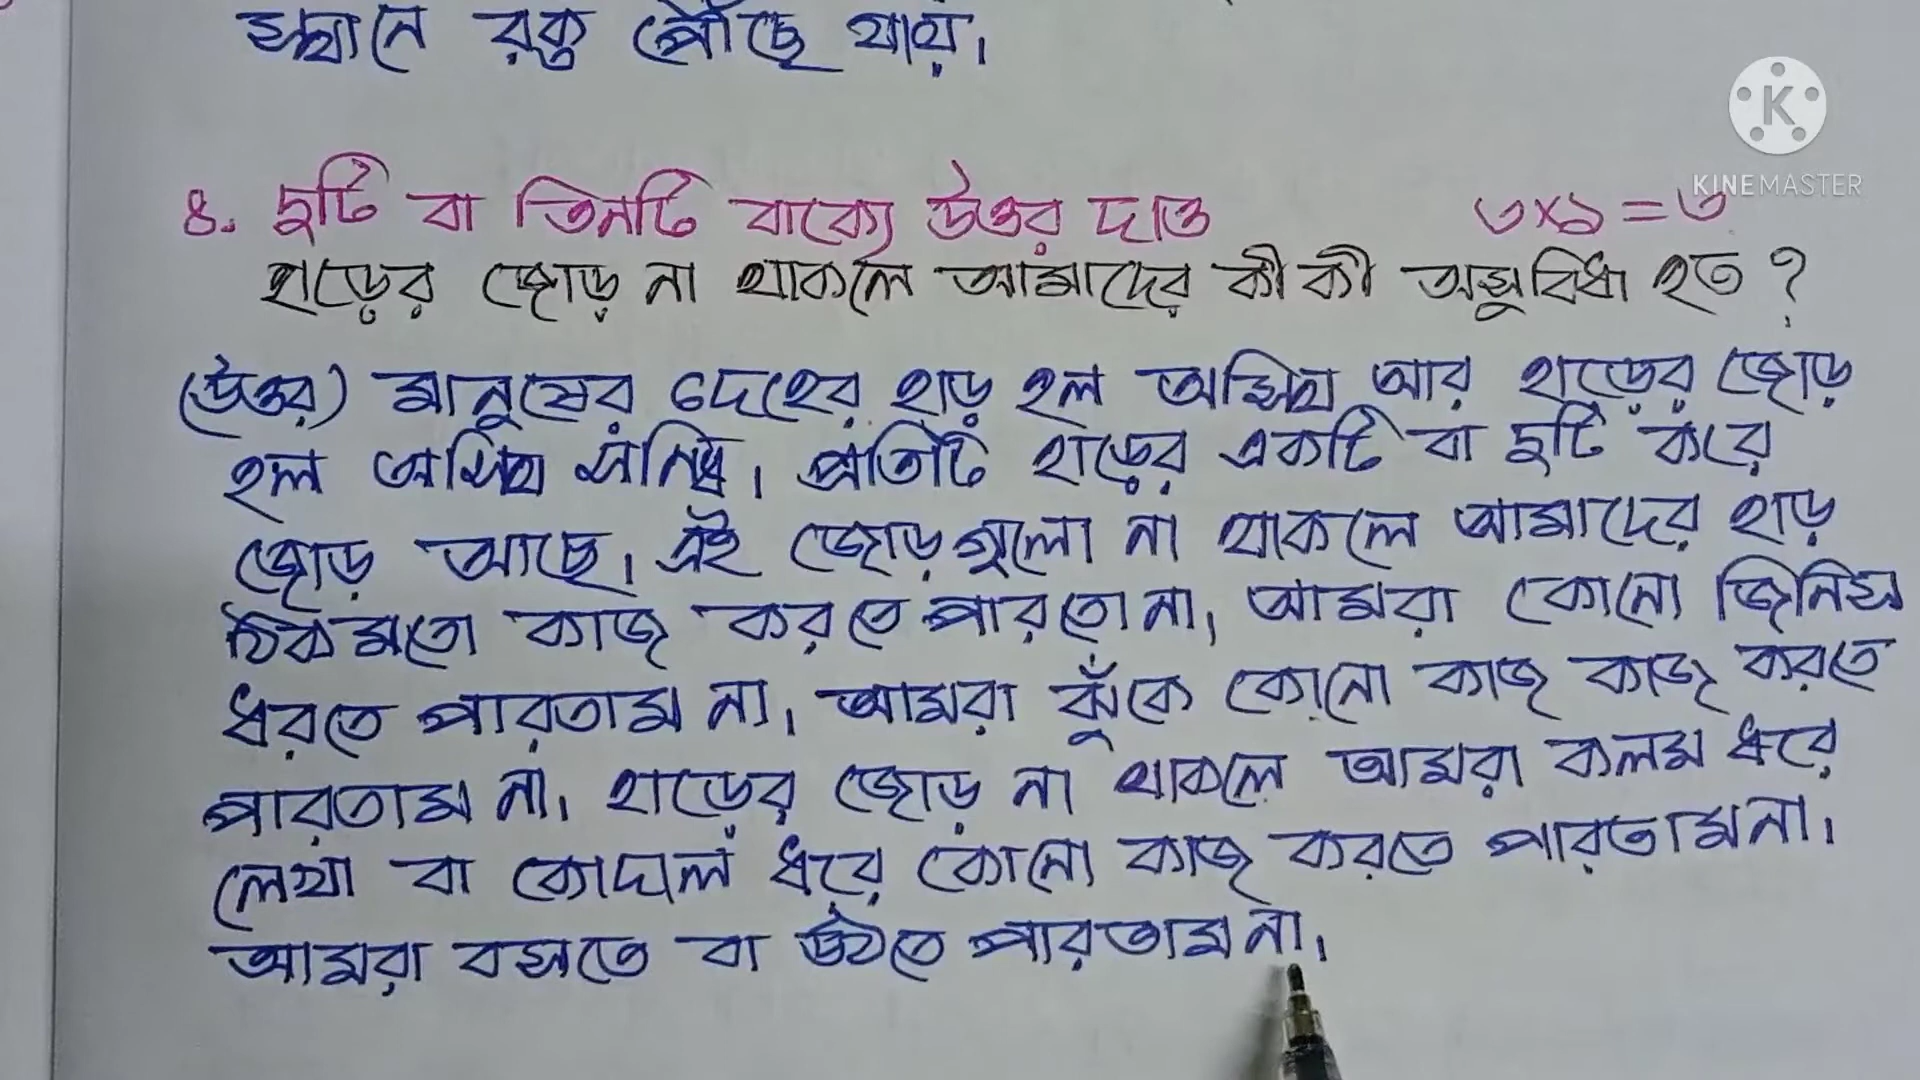 স্থানে রক্ত পৌঁছে যায়।
KINEMASTER
৪. দুটি বা তিনটি বাক্যে উত্তর দাও ৩×১=৩
হাড়ের জোড় না থাকলে আমাদের কী কী অসুবিধা হত ?
(উত্তর) মানুষের দেহের হাড় হল অস্থি আর হাড়ের জোড়
হল অস্থি সন্ধি। প্রতিটি হাড়ের একটি বা দুটি করে
জোড় আছে। এই জোড়গুলো না থাকলে আমাদের হাড়
ঠিকমতো কাজ করতে পারতো না। আমরা কোনো জিনিস
ধরতে পারতাম না। আমরা ঝুঁকে কোনো কাজ কাজ করতে
পারতাম না। হাড়ের জোড় না থাকলে আমরা কলম ধরে
লেখা বা কোদাল ধরে কোনো কাজ করতে পারতাম না।
আমরা বসতে বা উঠতে পারতাম না।